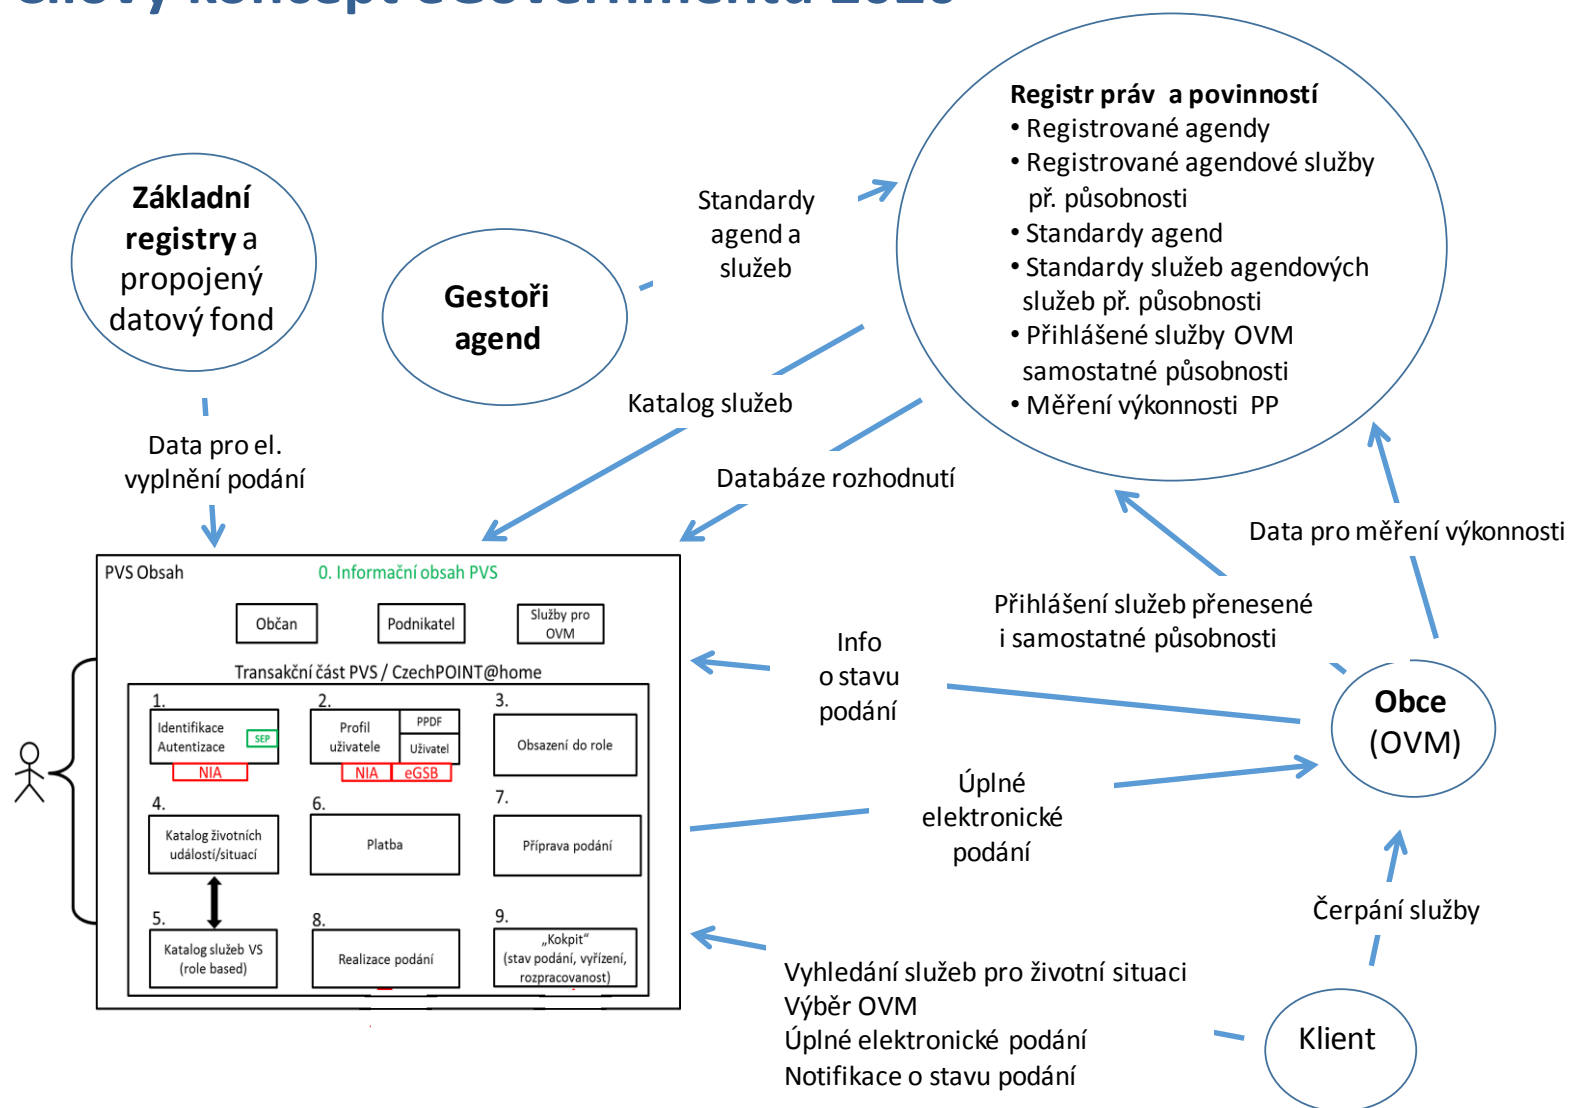 Cílový koncept eGovernmentu 2020
Registr práv a povinností
• Registrované agendy
• Registrované agendové služby
př. působnosti
• Standardy agend
• Standardy služeb agendových
služeb př. působnosti
• Přihlášené služby OVM
samostatné působnosti
• Měření výkonnosti PP
Základní
registry a
propojený
datový fond
Standardy
agend a
služeb
Gestoři
agend
Katalog služeb
Data pro el.
vyplnění podání
Databáze rozhodnutí
Data pro měření výkonnosti
Přihlášení služeb přenesené
i samostatné působnosti
PVS Obsah
0. Informační obsah PVS
Občan
Podnikatel
Služby pro
OVM
Transakční část PVS / CzechPOINT@home
1.
Identifikace
Autentizace
SEP
NIA
2.
Profil
uživatele
PPDF
Uživatel
NIA
eGSB
3.
Obsazení do role
4.
Katalog životních
událostí/situací
6.
Platba
7.
Příprava podání
5.
Katalog služeb VS
(role based)
8.
Realizace podání
9.
„Kokpit“
(stav podání, vyřízení,
rozpracovanost)
Info
o stavu
podání
Obce
(OVM)
Úplné
elektronické
podání
Čerpání služby
Vyhledání služeb pro životní situaci
Výběr OVM
Úplné elektronické podání
Notifikace o stavu podání
Klient